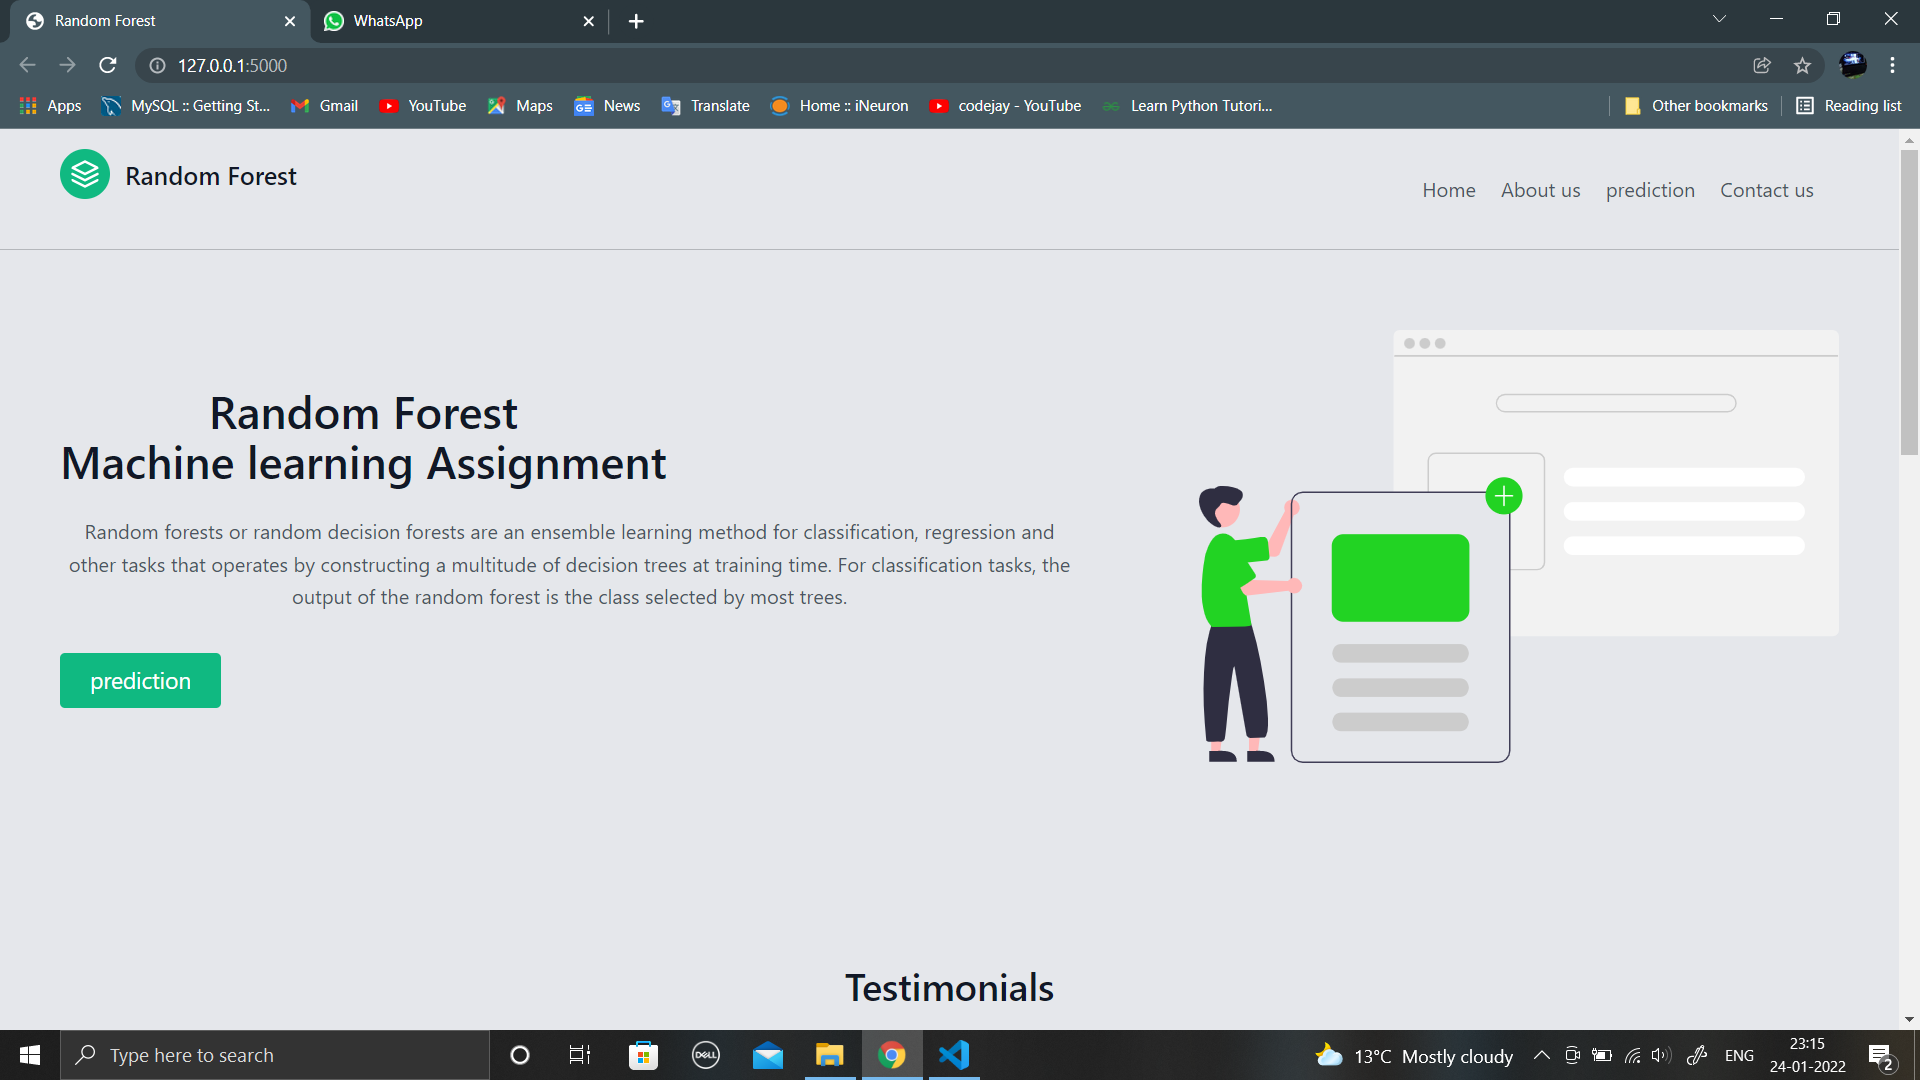 Random Forest
WhatsApp
127.0.0.1:5000
Apps
MySQL :: Getting St...
Gmail
YouTube
Maps
News
Translate
Home :: iNeuron
codejay - YouTube
Learn Python Tutori...
Other bookmarks
Reading list
Random Forest
Home
About us
prediction
Contact us
Random Forest
Machine learning Assignment
Random forests or random decision forests are an ensemble learning method for classification, regression and
other tasks that operates by constructing a multitude of decision trees at training time. For classification tasks, the
output of the random forest is the class selected by most trees.
prediction
Testimonials
Type here to search
DELL
13°C Mostly cloudy
ENG
23:15
24-01-2022
2